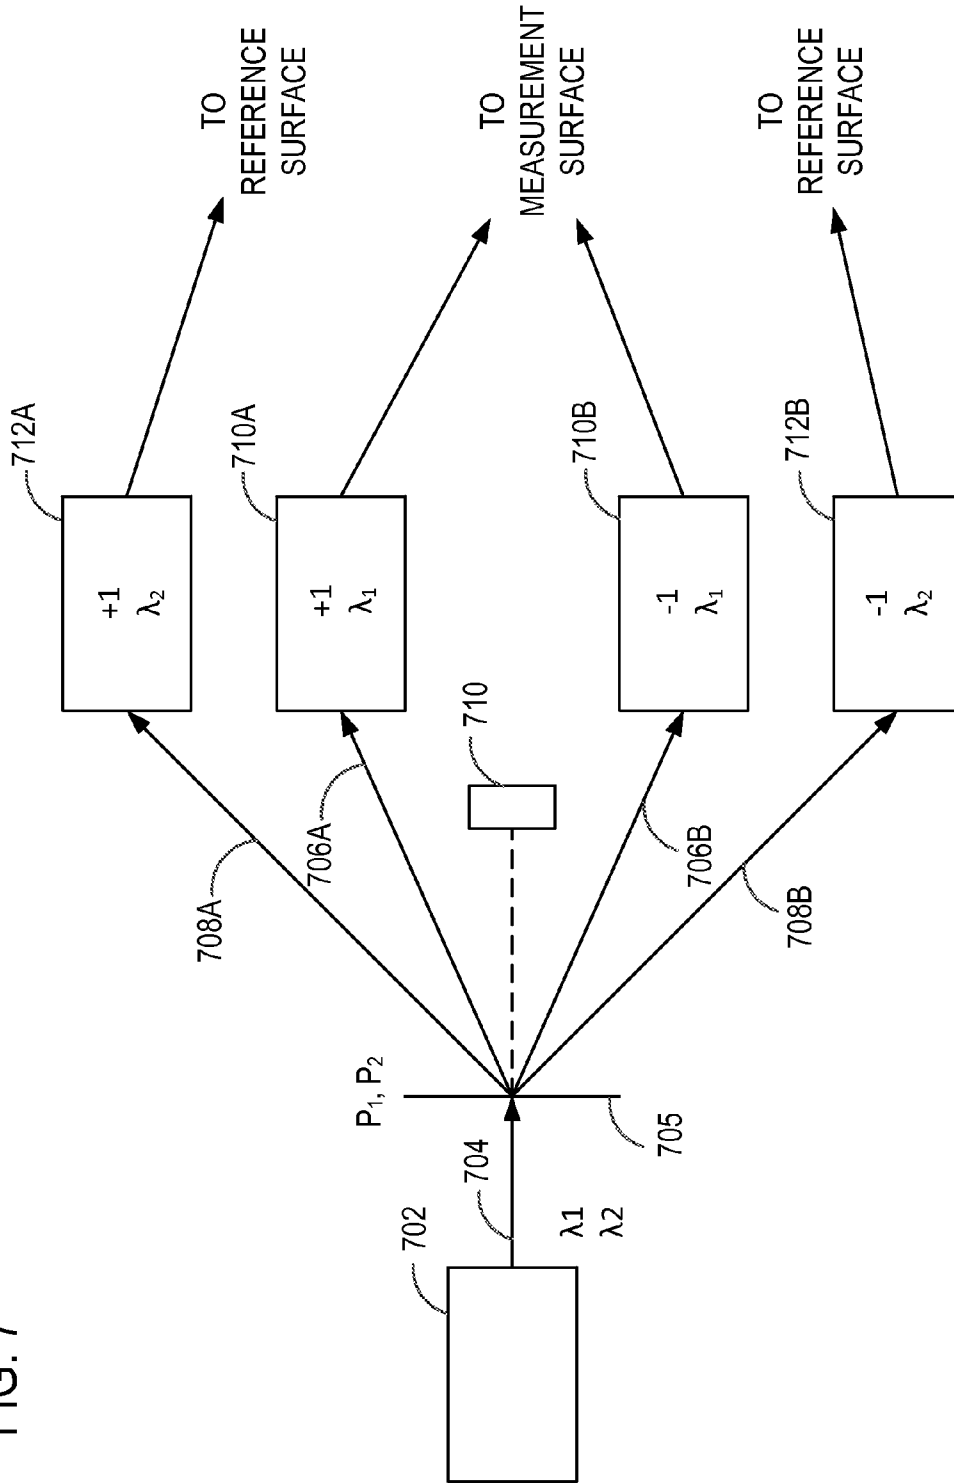 FIG. 7
702
704
λ1
λ2
P₁, P₂
705
708A
706A
710
706B
708B
+1
λ₂
712A
+1
λ₁
710A
-1
λ₁
710B
-1
λ₂
712B
TO
REFERENCE
SURFACE
TO
MEASUREMENT
SURFACE
TO
REFERENCE
SURFACE